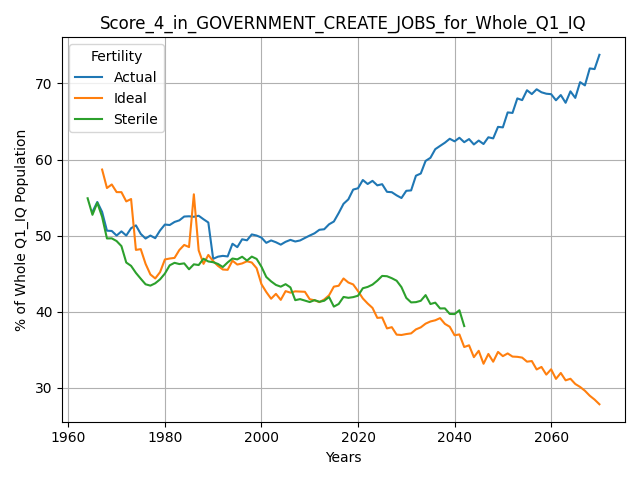 Score_4_in_GOVERNMENT_CREATE_JOBS_for_Whole_Q1_IQ
Fertility
Actual
Ideal
Sterile
% of Whole Q1_IQ Population
70
60
50
40
30
1960
1980
2000
2020
2040
2060
Years